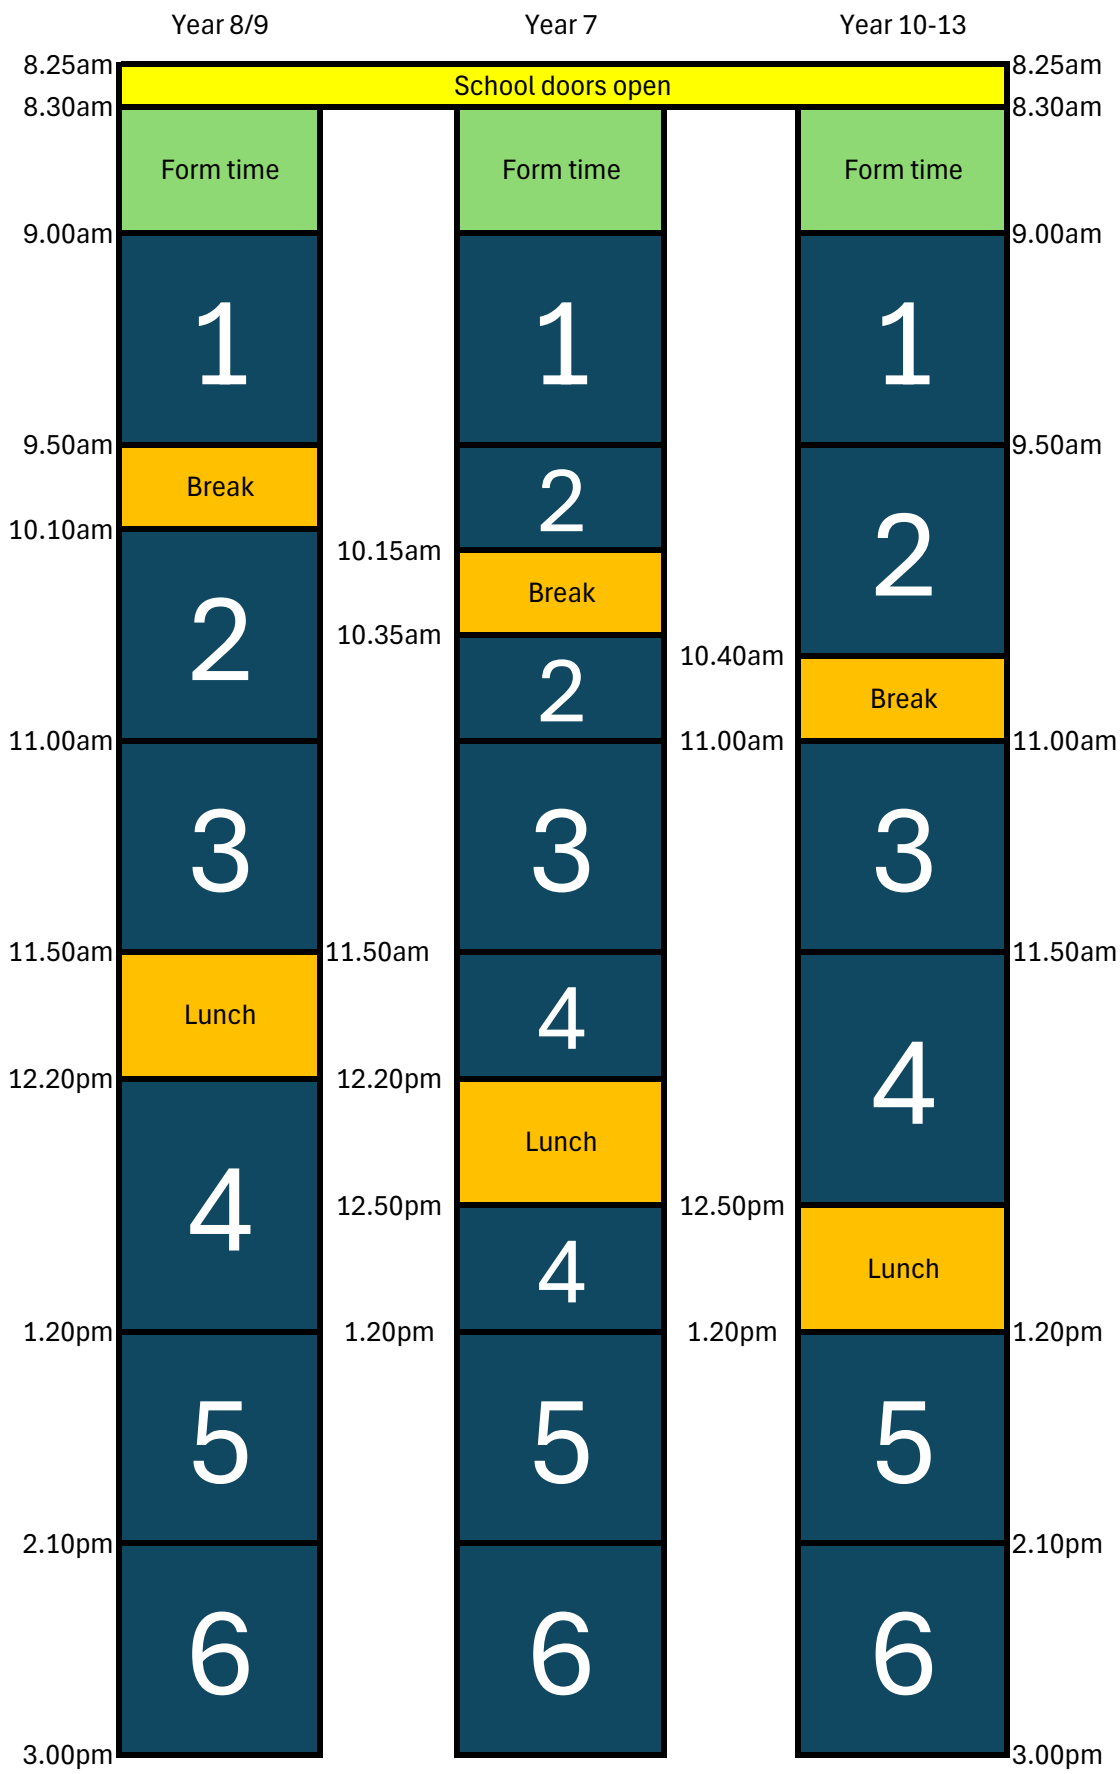 Year 8/9 Year 7 Year 10-13
8.25am 8.25am
School doors open
8.30am 8.30am
Form time Form time Form time
9.00am 9.00am
1 1 1
9.50am 9.50am
Break 2
10.10am 2
10.15am
Break
2
10.35am
10.40am
2 Break
11.00am 11.00am 11.00am
3 3 3
11.50am 11.50am 11.50am
Lunch 4
12.20pm 12.20pm
4
Lunch
12.50pm 12.50pm
4
4 Lunch
1.20pm 1.20pm 1.20pm 1.20pm
5 5 5
2.10pm 2.10pm
6 6 6
3.00pm 3.00pm